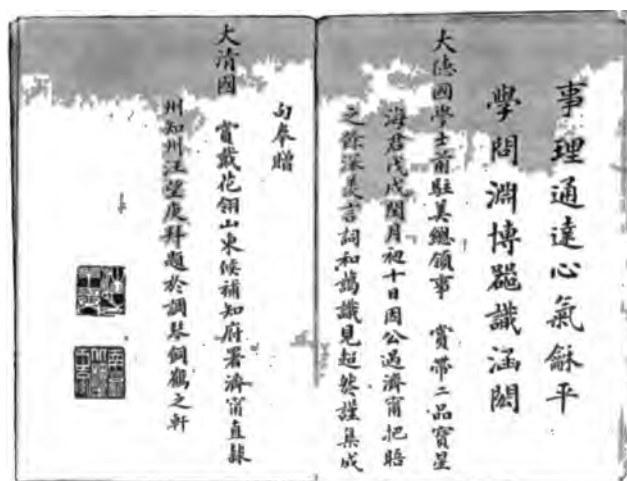 事理通達心氣龢平
學問淵博器識涵閎
大德國學士前駐美總領事 賞帶二品寶星
海君戊戌閏月初十日因公過濟甯把晤
之餘深羨言詞和藹識見超然謹集成
句奉贈
大清國 賞戴花翎山東候補知府署濟甯直隸
州知州汪望庚拜題於調琴飼鶴之軒